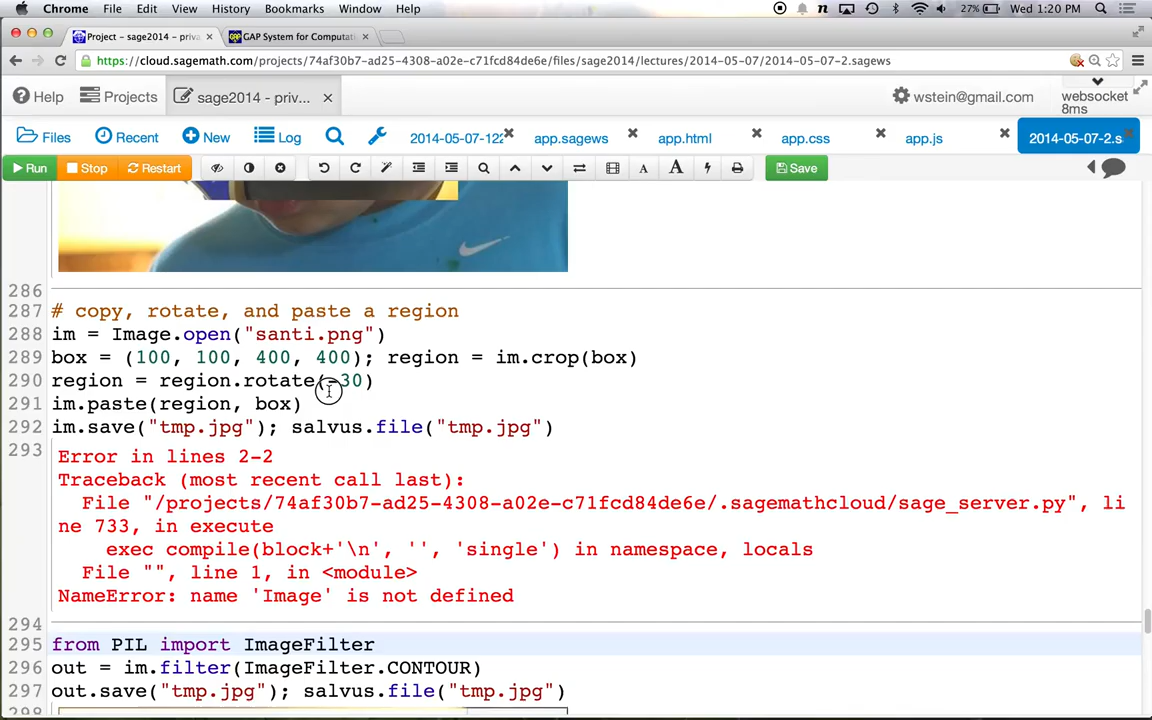 Chrome File Edit View History Bookmarks Window Help 27% Wed 1:20 PM
Project – sage2014 – priva GAP System for Computati
https://cloud.sagemath.com/projects/74af30b7-ad25-4308-a02e-c71fcd84de6e/files/sage2014/lectures/2014-05-07/2014-05-07-2.sagews
Help Projects sage2014 - priv... wstein@gmail.com websocket
8ms
Files Recent New Log 2014-05-07-122 app.sagews app.html app.css app.js 2014-05-07-2.s
Run Stop Restart A A Save
286
287 # copy, rotate, and paste a region
288 im = Image.open("santi.png")
289 box = (100, 100, 400, 400); region = im.crop(box)
290 region = region.rotate(-30)
291 im.paste(region, box)
292 im.save("tmp.jpg"); salvus.file("tmp.jpg")
293 Error in lines 2-2
Traceback (most recent call last):
File "/projects/74af30b7-ad25-4308-a02e-c71fcd84de6e/.sagemathcloud/sage_server.py", li
ne 733, in execute
exec compile(block+'\n', '', 'single') in namespace, locals
File "", line 1, in <module>
NameError: name 'Image' is not defined
294
295 from PIL import ImageFilter
296 out = im.filter(ImageFilter.CONTOUR)
297 out.save("tmp.jpg"); salvus.file("tmp.jpg")
298